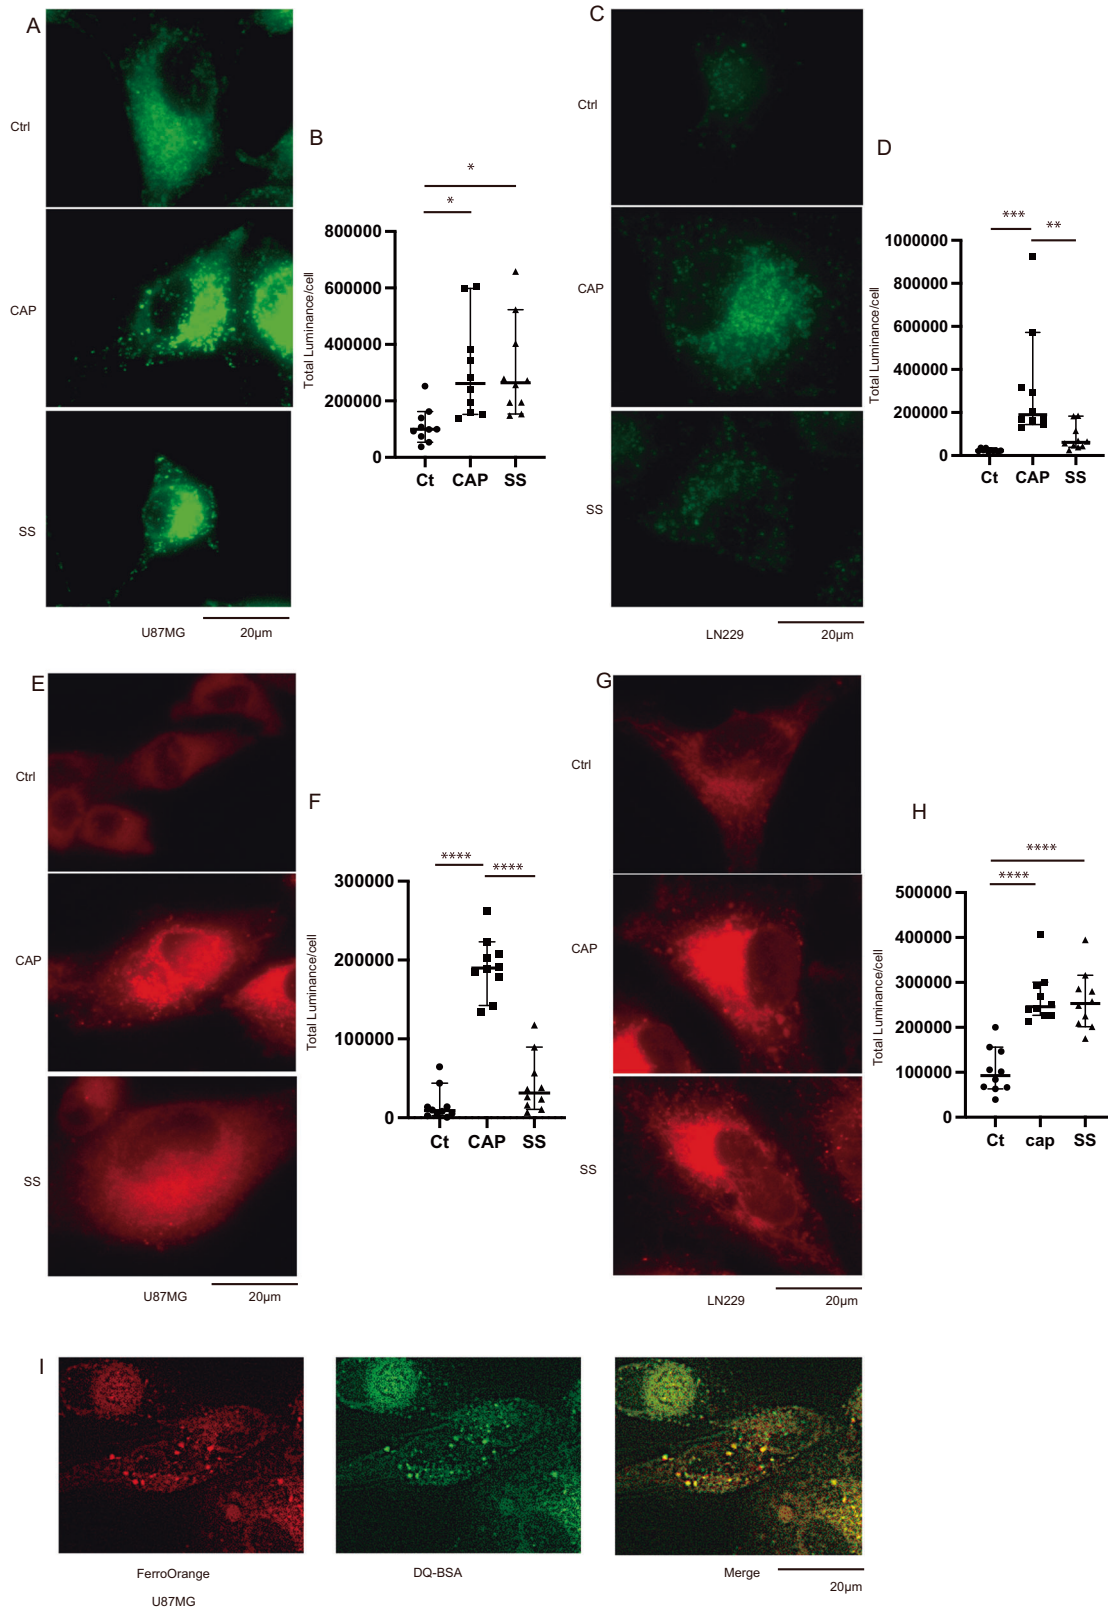 A
Ctrl
CAP
SS
U87MG
20µm
B
*
*
800000
600000
400000
200000
0
Total Luminance/cell
Ct
CAP
SS
C
Ctrl
CAP
SS
LN229
20µm
D
***
**
1000000
800000
600000
400000
200000
0
Total Luminance/cell
Ct
CAP
SS
E
Ctrl
CAP
SS
U87MG
20µm
F
****
****
300000
200000
100000
0
Total Luminance/cell
Ct
CAP
SS
G
Ctrl
CAP
SS
LN229
20µm
H
****
****
500000
400000
300000
200000
100000
0
Total Luminance/cell
Ct
cap
SS
I
FerroOrange
DQ-BSA
Merge
20µm
U87MG